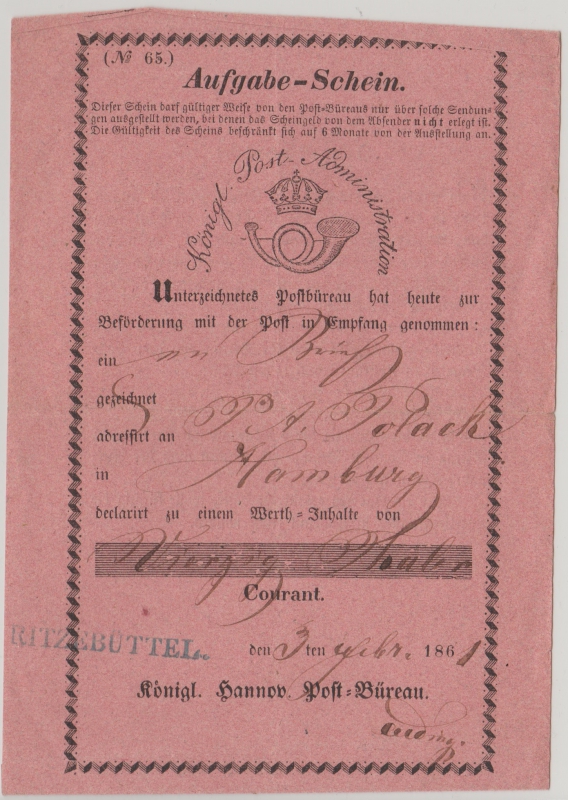 (№ 65.)
Aufgabe-Schein.
Dieser Schein darf gültiger Weise von den Post-Büreaus nur über solche Sendun-
gen ausgestellt werden, bei denen das Scheingeld von dem Absender nicht erlegt ist.
Die Gültigkeit des Scheins beschränkt sich auf 6 Monate von der Ausstellung an.
Königl. Post-Administration
Unterzeichnetes Postbüreau hat heute zur
Beförderung mit der Post in Empfang genommen:
ein Brief
gezeichnet
adressirt an P. A. Polack
in Hamburg
declarirt zu einem Werth-Inhalte von
Vierzig Thaler
Courant.
RITZEBÜTTEL.
den 3ten 1861
Königl. Hannov. Post-Büreau.